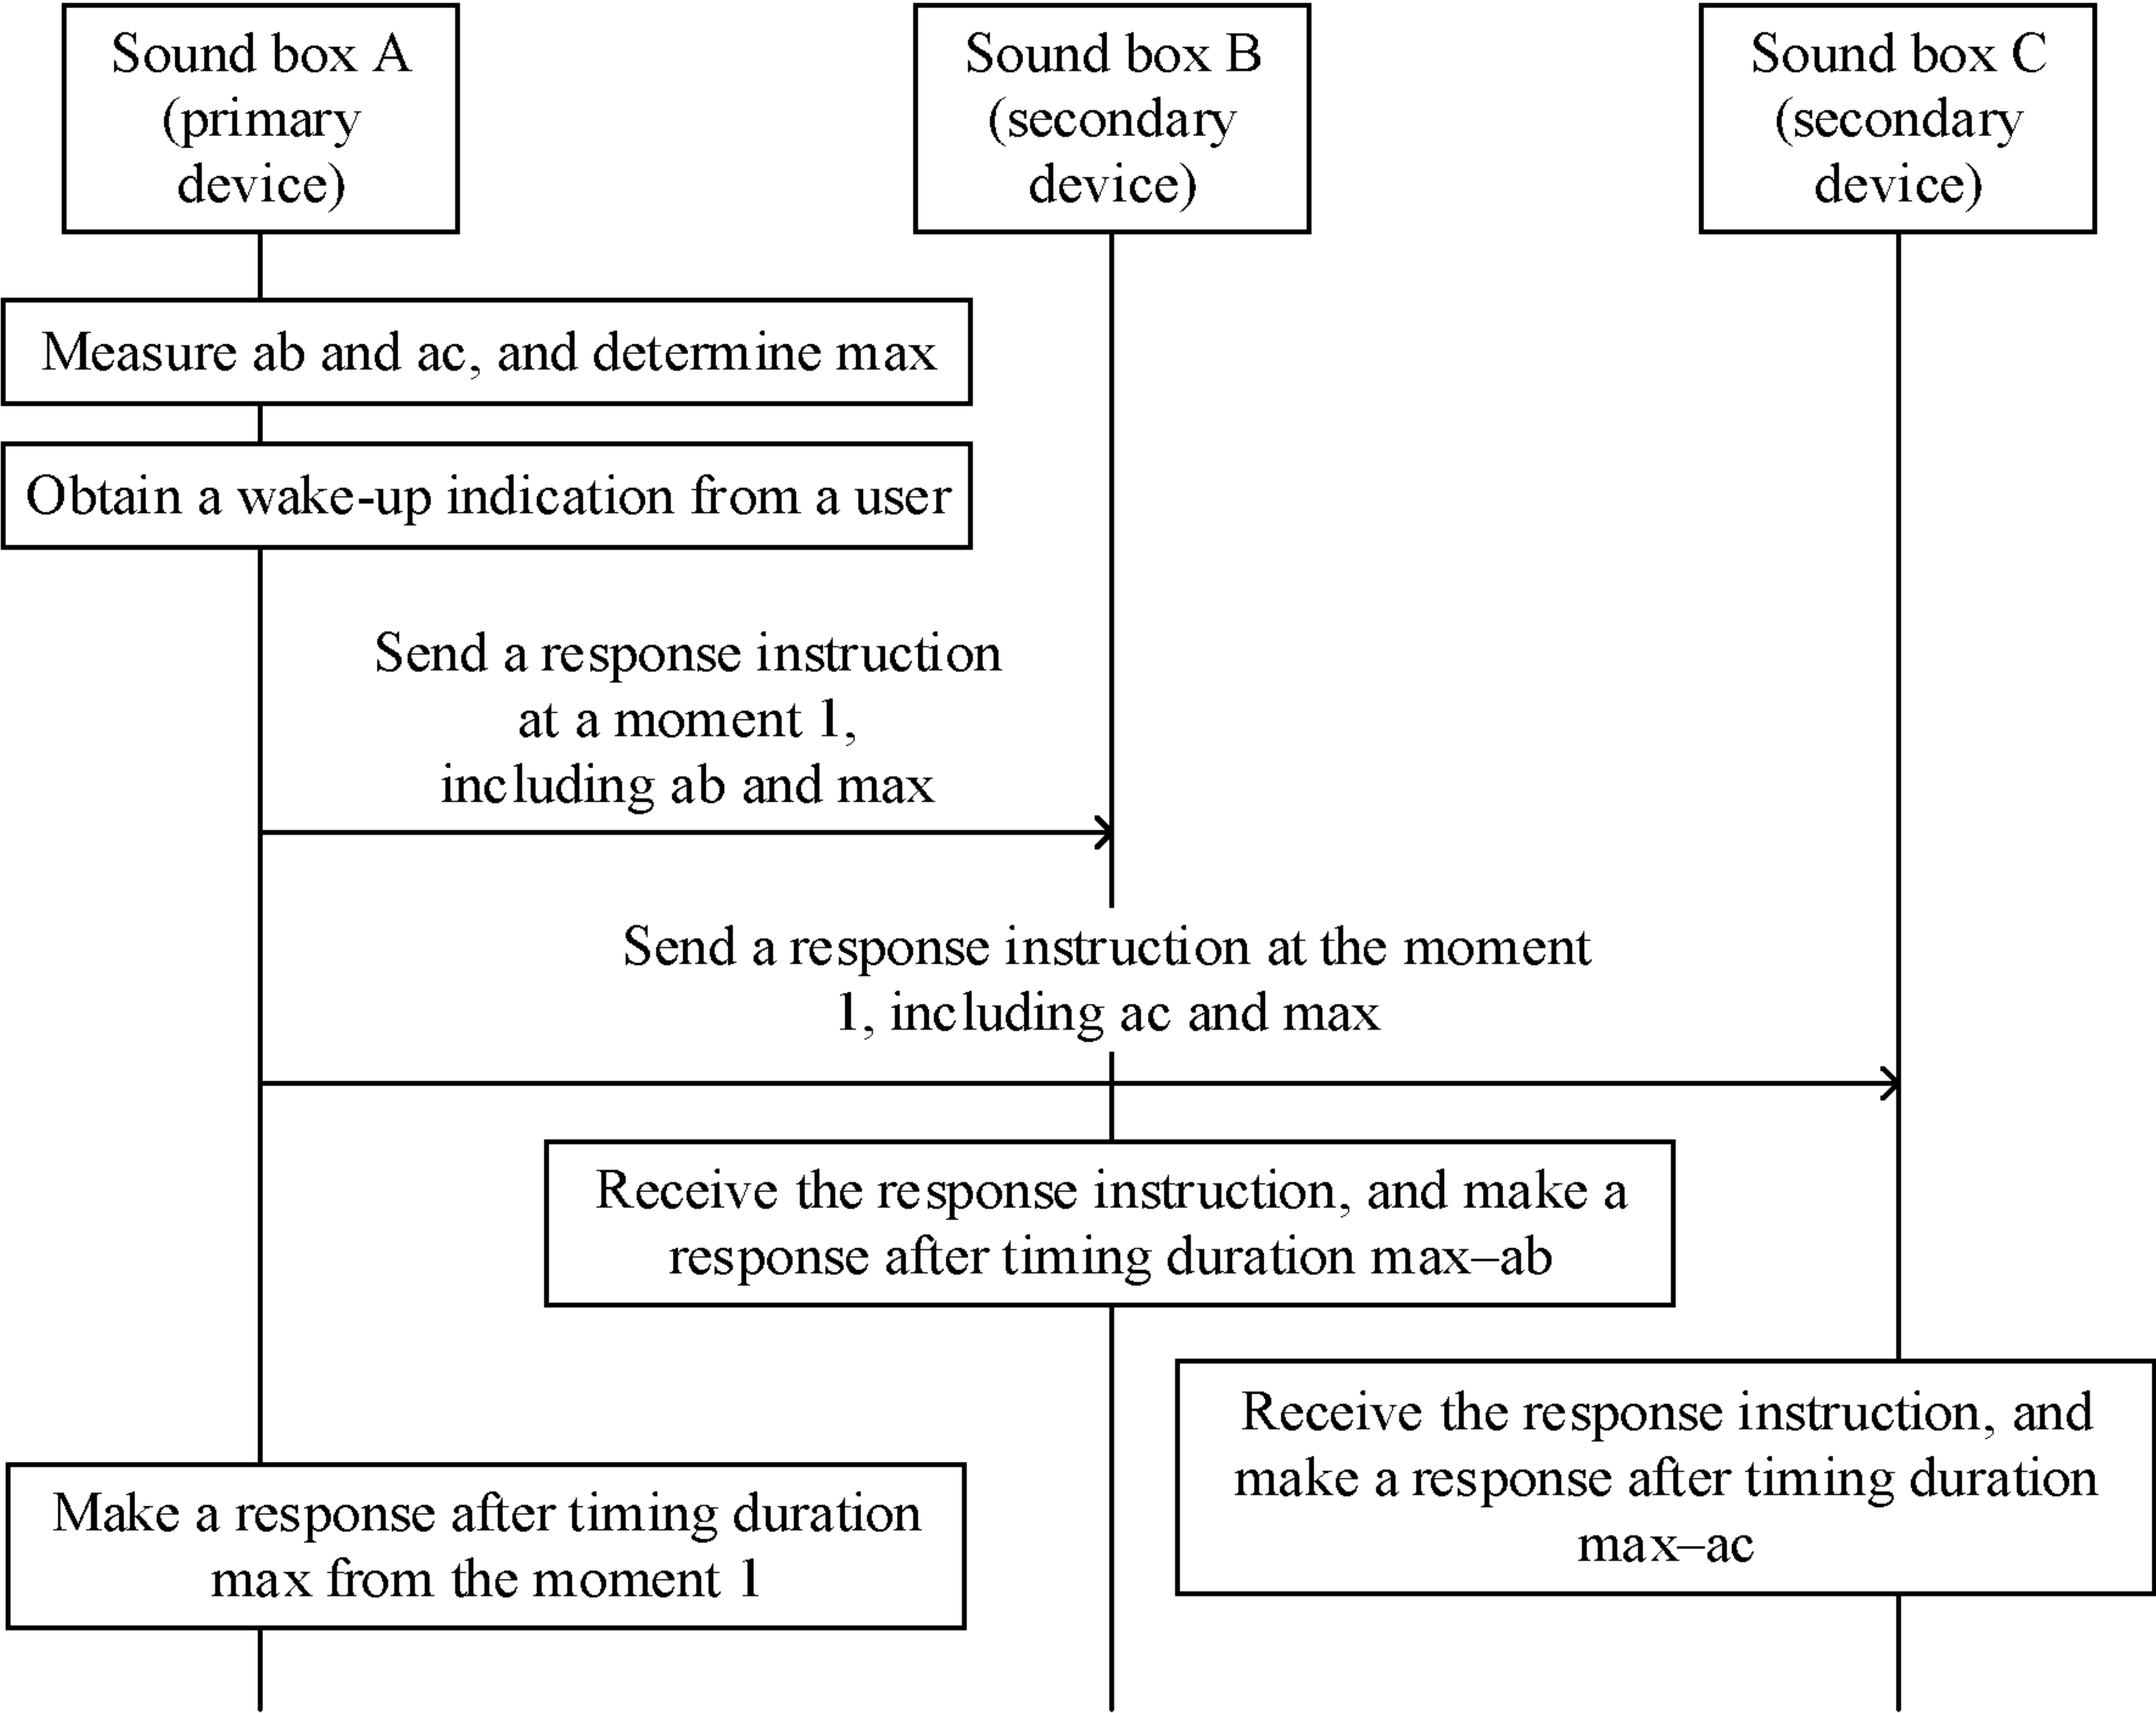 Sound box A
(primary
device)
Sound box B
(secondary
device)
Sound box C
(secondary
device)
Measure ab and ac, and determine max
Obtain a wake-up indication from a user
Send a response instruction
at a moment 1,
including ab and max
Send a response instruction at the moment
1, including ac and max
Receive the response instruction, and make a
response after timing duration max–ab
Receive the response instruction, and
make a response after timing duration
max–ac
Make a response after timing duration
max from the moment 1